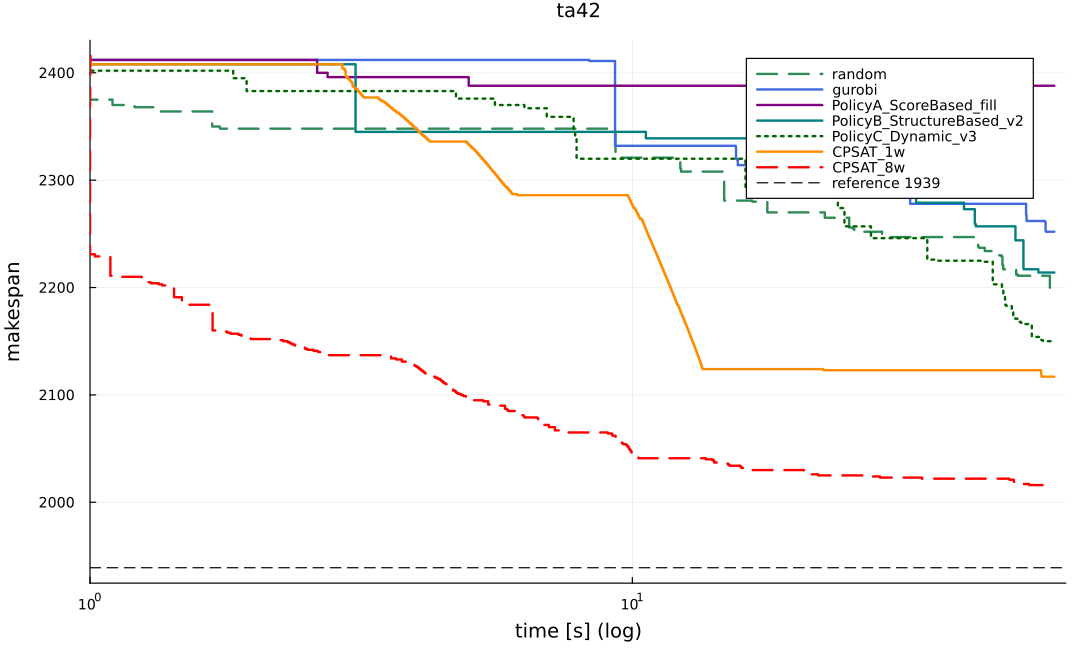 ta42
makespan
2400
2300
2200
2100
2000
random
gurobi
PolicyA_ScoreBased_fill
PolicyB_StructureBased_v2
PolicyC_Dynamic_v3
CPSAT_1w
CPSAT_8w
reference 1939
10⁰
10¹
time [s] (log)